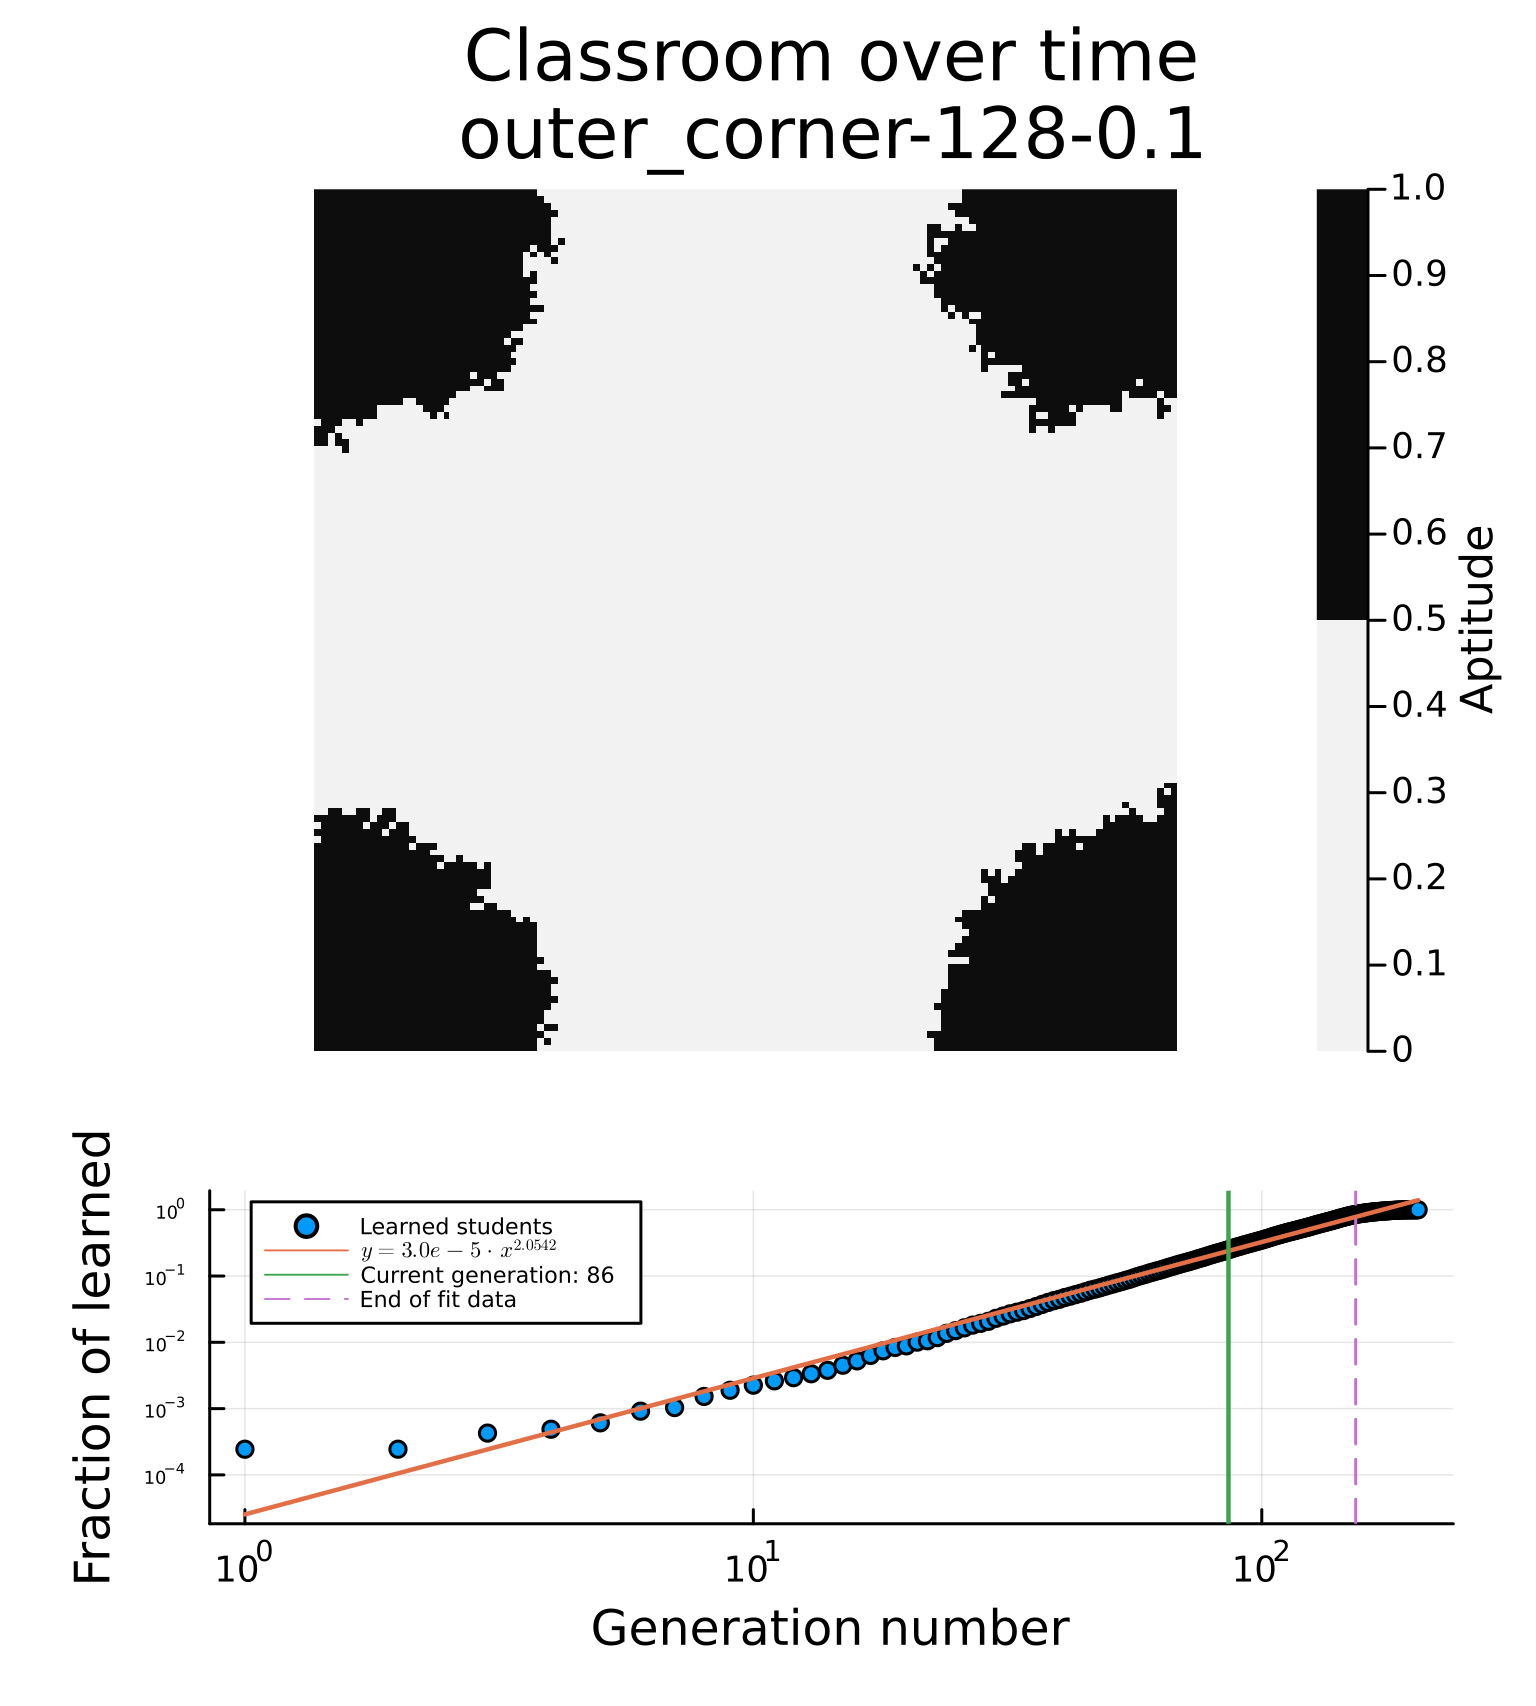 Classroom over time
outer_corner-128-0.1
1.0
0.9
0.8
0.7
0.6
0.5
0.4
0.3
0.2
0.1
0
Aptitude
Fraction of learned
10⁰
10⁻¹
10⁻²
10⁻³
10⁻⁴
Learned students
y = 3.0e − 5 · x^2.0542
Current generation: 86
End of fit data
10⁰ 10¹ 10²
Generation number